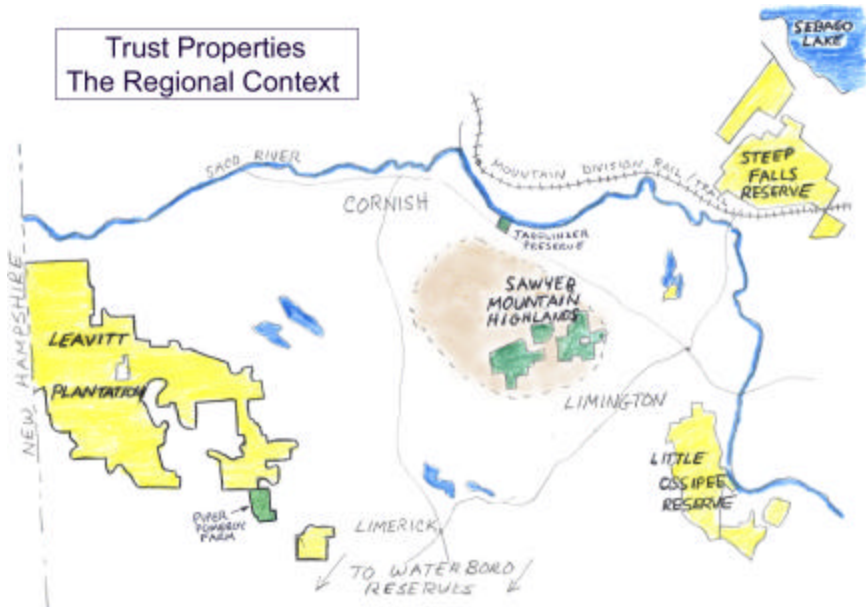 Trust Properties
The Regional Context
SEBAGO
LAKE
STEEP
FALLS
RESERVE
SACO RIVER
MOUNTAIN DIVISION RAIL/TRAIL
CORNISH
PRESERVE
SAWYER
MOUNTAIN
HIGHLANDS
NEW HAMPSHIRE
LEAVITT
PLANTATION
LIMINGTON
LITTLE
OSSIPEE
RESERVE
PIPER
FARM
LIMERICK
TO WATERBORO
RESERVES